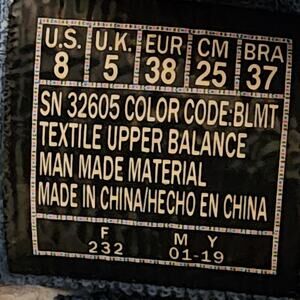 U.S. U.K. EUR CM BRA
8 5 38 25 37
SN 32605 COLOR CODE:BLMT
TEXTILE UPPER BALANCE
MAN MADE MATERIAL
MADE IN CHINA/HECHO EN CHINA
F M Y
232 01-19